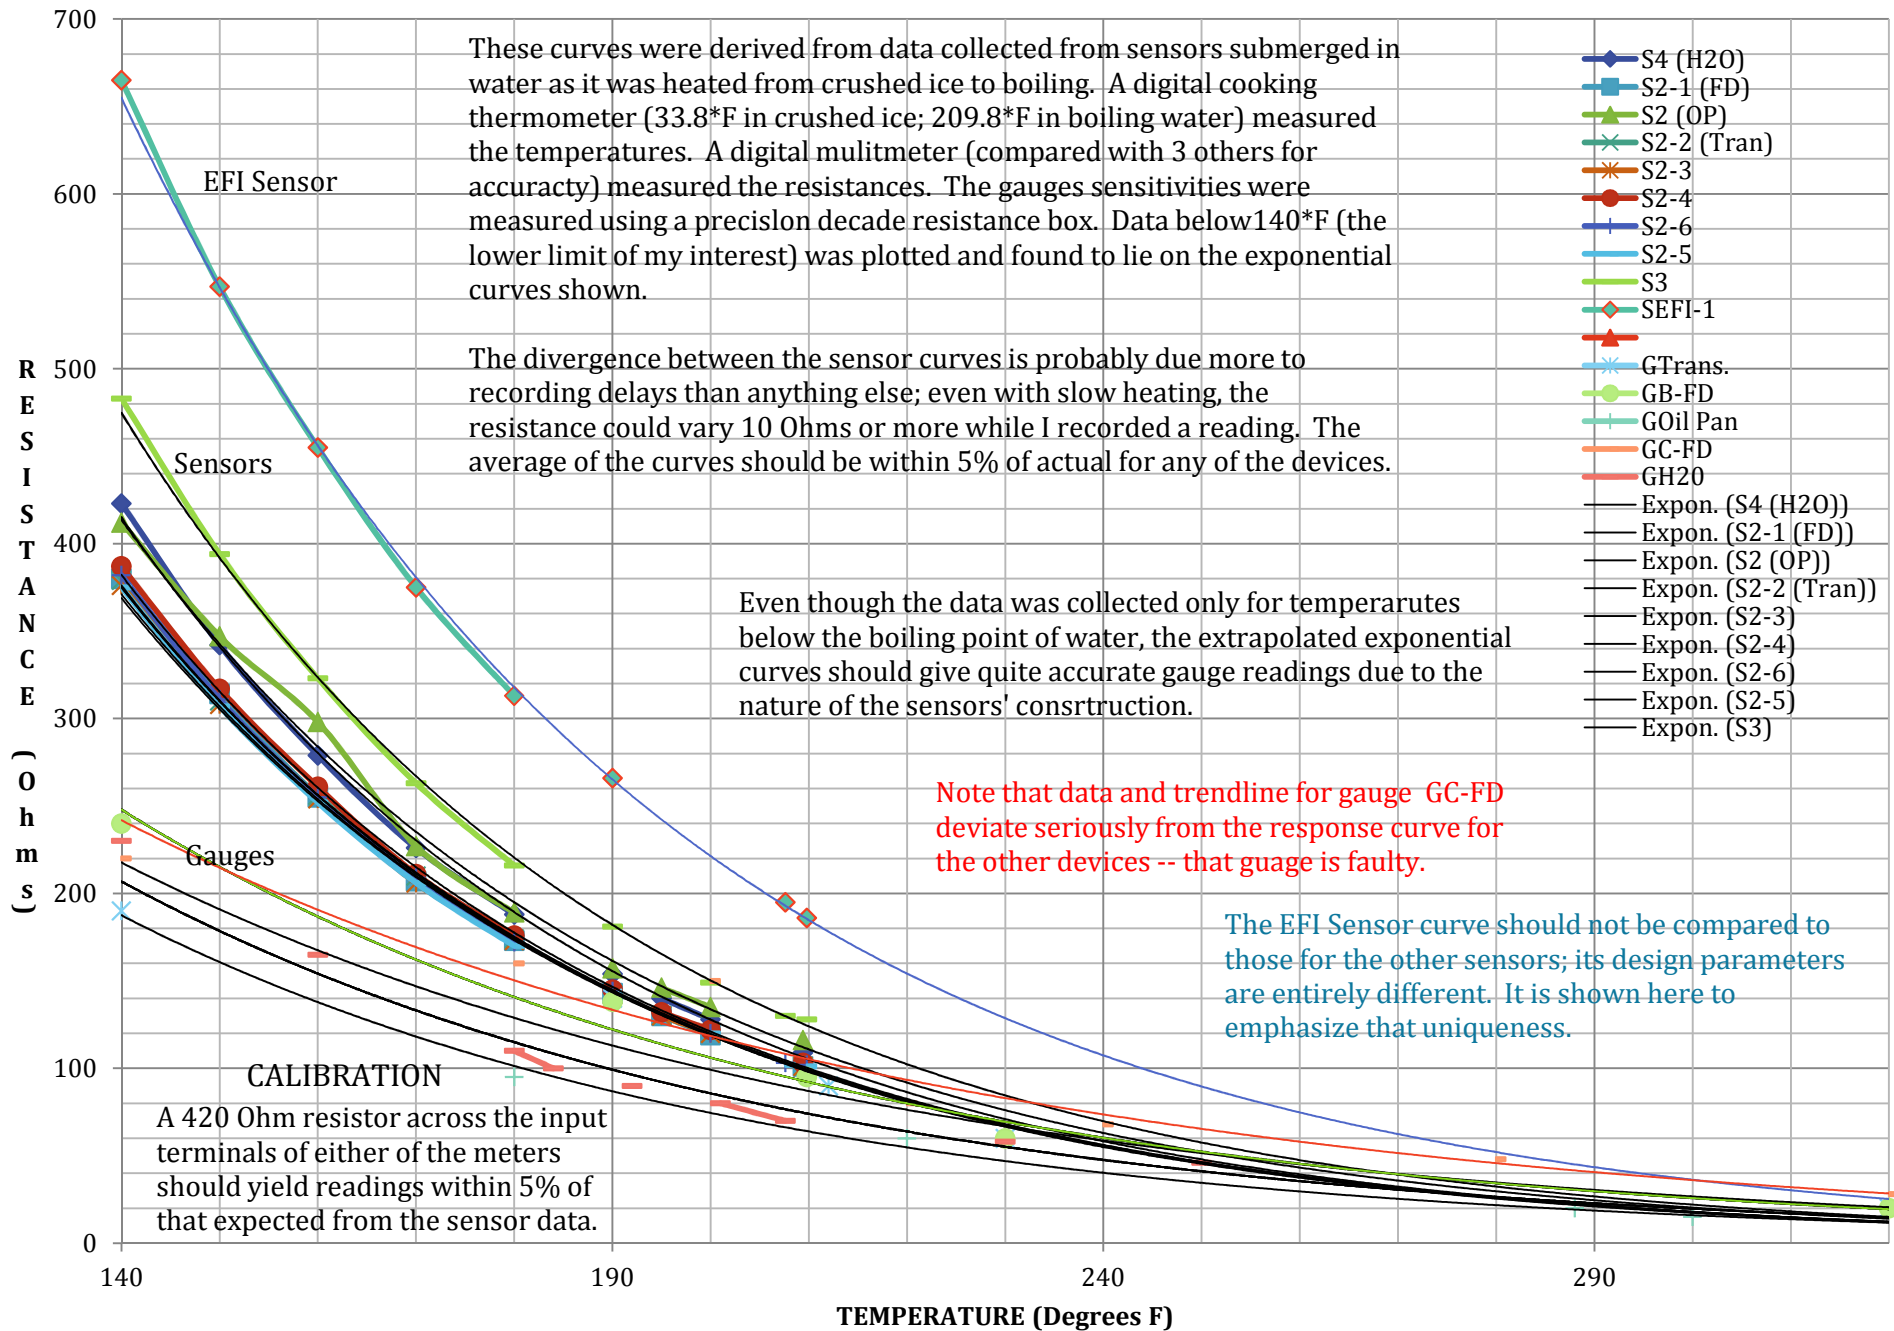 700
600
500
400
300
200
100
0
RESISTANCE (Ohms)
These curves were derived from data collected from sensors submerged in
water as it was heated from crushed ice to boiling. A digital cooking
thermometer (33.8*F in crushed ice; 209.8*F in boiling water) measured
the temperatures. A digital mulitmeter (compared with 3 others for
accuracty) measured the resistances. The gauges sensitivities were
measured using a precislon decade resistance box. Data below140*F (the
lower limit of my interest) was plotted and found to lie on the exponential
curves shown.
The divergence between the sensor curves is probably due more to
recording delays than anything else; even with slow heating, the
resistance could vary 10 Ohms or more while I recorded a reading. The
average of the curves should be within 5% of actual for any of the devices.
EFI Sensor
Sensors
Gauges
Even though the data was collected only for temperarutes
below the boiling point of water, the extrapolated exponential
curves should give quite accurate gauge readings due to the
nature of the sensors' consrtruction.
Note that data and trendline for gauge GC-FD
deviate seriously from the response curve for
the other devices -- that guage is faulty.
The EFI Sensor curve should not be compared to
those for the other sensors; its design parameters
are entirely different. It is shown here to
emphasize that uniqueness.
CALIBRATION
A 420 Ohm resistor across the input
terminals of either of the meters
should yield readings within 5% of
that expected from the sensor data.
S4 (H2O)
S2-1 (FD)
S2 (OP)
S2-2 (Tran)
S2-3
S2-4
S2-6
S2-5
S3
SEFI-1
GTrans.
GB-FD
GOil Pan
GC-FD
GH20
Expon. (S4 (H2O))
Expon. (S2-1 (FD))
Expon. (S2 (OP))
Expon. (S2-2 (Tran))
Expon. (S2-3)
Expon. (S2-4)
Expon. (S2-6)
Expon. (S2-5)
Expon. (S3)
140 190 240 290
TEMPERATURE (Degrees F)